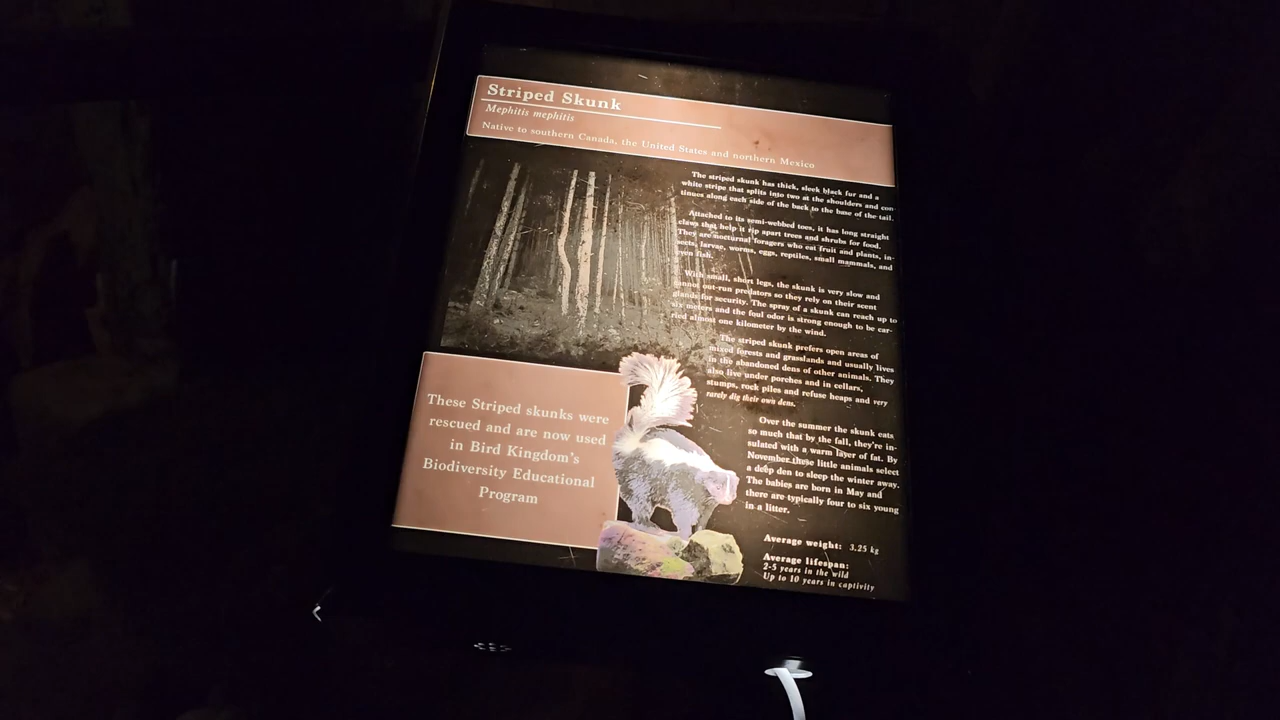 Striped Skunk
Mephitis mephitis
Native to southern Canada, the United States and northern Mexico
The striped skunk has thick, sleek black fur and a
white stripe that splits into two at the shoulders and con-
tinues along each side of the back to the base of the tail.
Attached to its semi-webbed toes, it has long straight
claws that help it rip apart trees and shrubs for food.
They are nocturnal foragers who eat fruit and plants, in-
sects, larvae, worms, eggs, reptiles, small mammals, and
even fish.
With small, short legs, the skunk is very slow and
cannot out-run predators so they rely on their scent
glands for security. The spray of a skunk can reach up to
six meters and the foul odor is strong enough to be car-
ried almost one kilometer by the wind.
The striped skunk prefers open areas of
mixed forests and grasslands and usually lives
in the abandoned dens of other animals. They
also live under porches and in cellars,
stumps, rock piles and refuse heaps and very
rarely dig their own dens.
Over the summer the skunk eats
so much that by the fall, they're in-
sulated with a warm layer of fat. By
November these little animals select
a deep den to sleep the winter away.
The babies are born in May and
there are typically four to six young
in a litter.
Average weight: 3.25 kg
Average lifespan:
2-5 years in the wild
Up to 10 years in captivity
These Striped skunks were
rescued and are now used
in Bird Kingdom's
Biodiversity Educational
Program